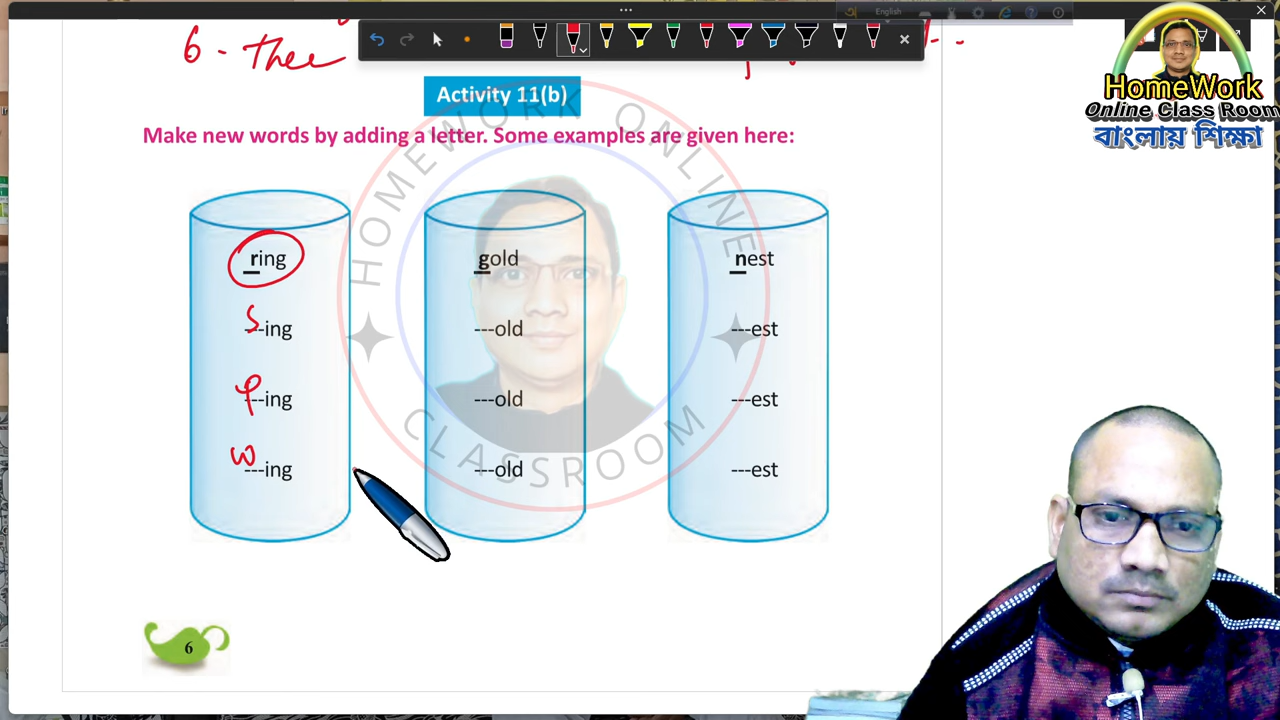 English
6 - Thee
HomeWork
Online Class Room
বাংলায় শিক্ষা
Activity 11(b)
Make new words by adding a letter. Some examples are given here:
HOMEWORK ONLINE
CLASSROOM
ring gold nest
s---ing ---old ---est
p---ing ---old ---est
w---ing ---old ---est
6